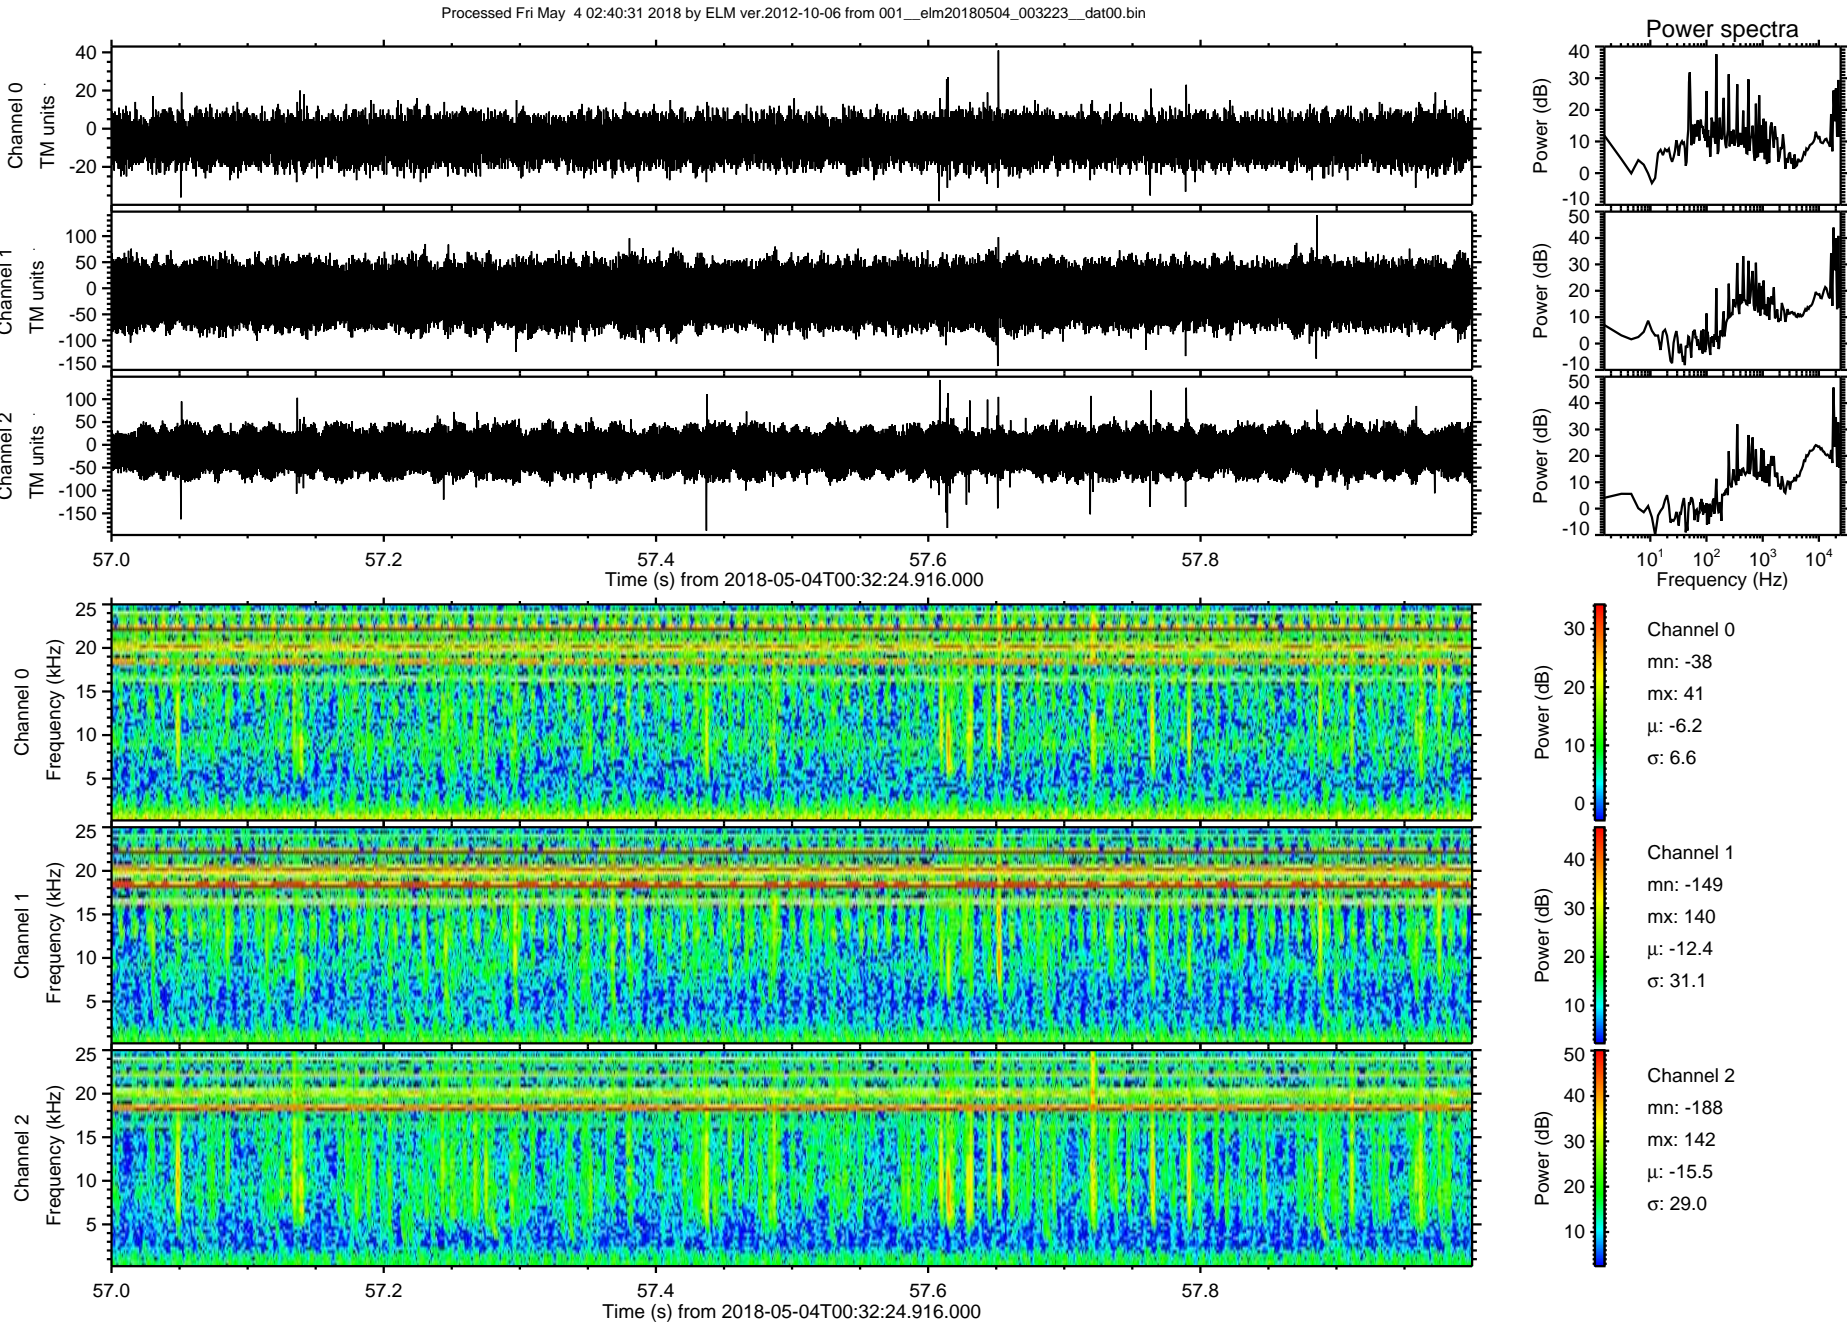 Processed Fri May  4 02:40:31 2018 by ELM ver.2012-10-06 from 001__elm20180504_003223__dat00.bin
Power spectra
Channel 0
TM units
40
20
0
-20
Power (dB)
40
30
20
10
0
-10
Channel 1
TM units
100
50
0
-50
-100
-150
Power (dB)
50
40
30
20
10
0
-10
Channel 2
TM units
100
50
0
-50
-100
-150
Power (dB)
50
40
30
20
10
0
-10
57.0 57.2 57.4 57.6 57.8
Time (s) from 2018-05-04T00:32:24.916.000
10¹ 10² 10³ 10⁴
Frequency (Hz)
Channel 0
Frequency (kHz)
25
20
15
10
5
Power (dB)
30
20
10
0
Channel 0
mn: -38
mx: 41
μ: -6.2
σ: 6.6
Channel 1
Frequency (kHz)
25
20
15
10
5
Power (dB)
40
30
20
10
Channel 1
mn: -149
mx: 140
μ: -12.4
σ: 31.1
Channel 2
Frequency (kHz)
25
20
15
10
5
Power (dB)
50
40
30
20
10
Channel 2
mn: -188
mx: 142
μ: -15.5
σ: 29.0
57.0 57.2 57.4 57.6 57.8
Time (s) from 2018-05-04T00:32:24.916.000